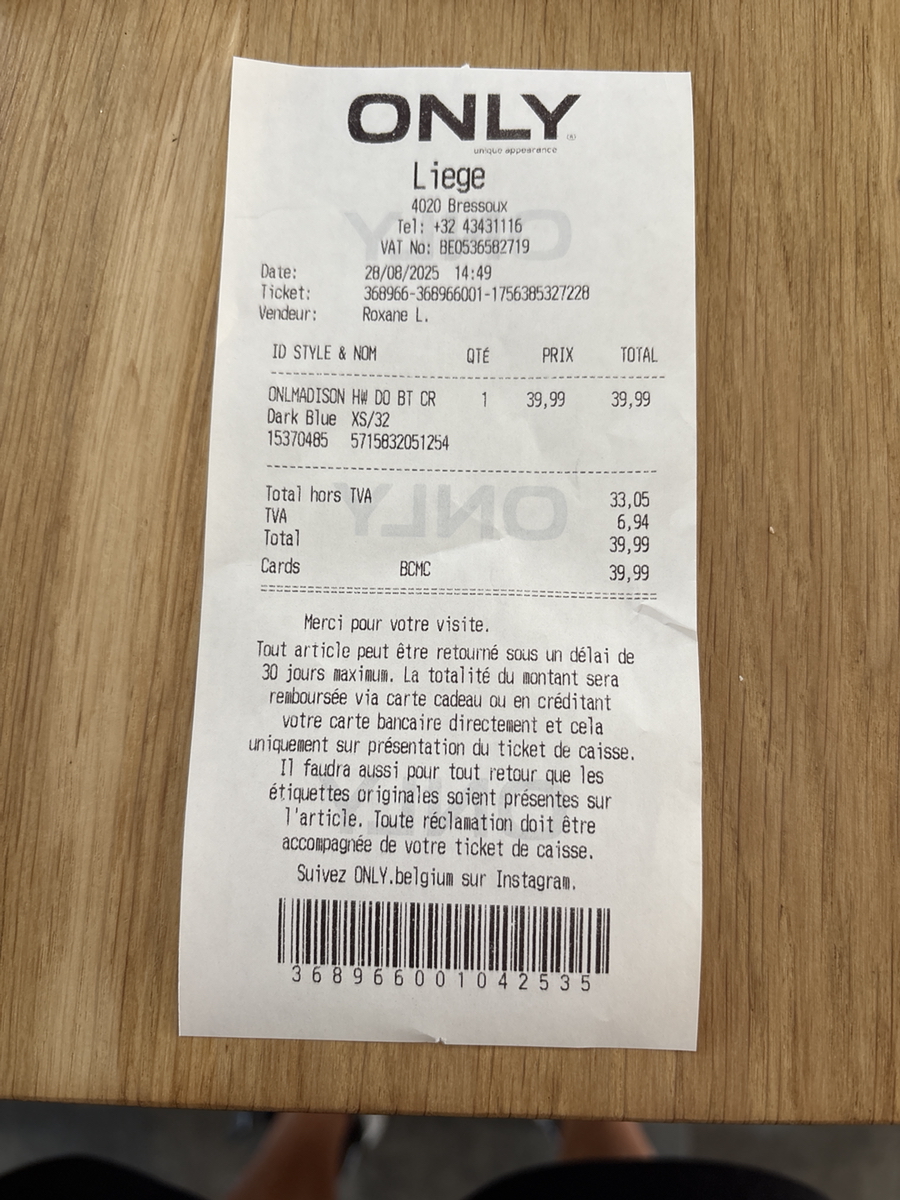 ONLY
unique appearance
Liege
4020 Bressoux
Tel: +32 43431116
VAT No: BE0536582719
Date: 28/08/2025 14:49
Ticket: 368966-368966001-1756385327228
Vendeur: Roxane L.
ID STYLE & NOM QTÉ PRIX TOTAL
ONLMADISON HW DO BT CR 1 39,99 39,99
Dark Blue XS/32
15370485 5715832051254
Total hors TVA 33,05
TVA 6,94
Total 39,99
Cards BCMC 39,99
Merci pour votre visite.
Tout article peut être retourné sous un délai de
30 jours maximum. La totalité du montant sera
remboursée via carte cadeau ou en créditant
votre carte bancaire directement et cela
uniquement sur présentation du ticket de caisse.
Il faudra aussi pour tout retour que les
étiquettes originales soient présentes sur
l'article. Toute réclamation doit être
accompagnée de votre ticket de caisse.
Suivez ONLY.belgium sur Instagram.
368966001042535